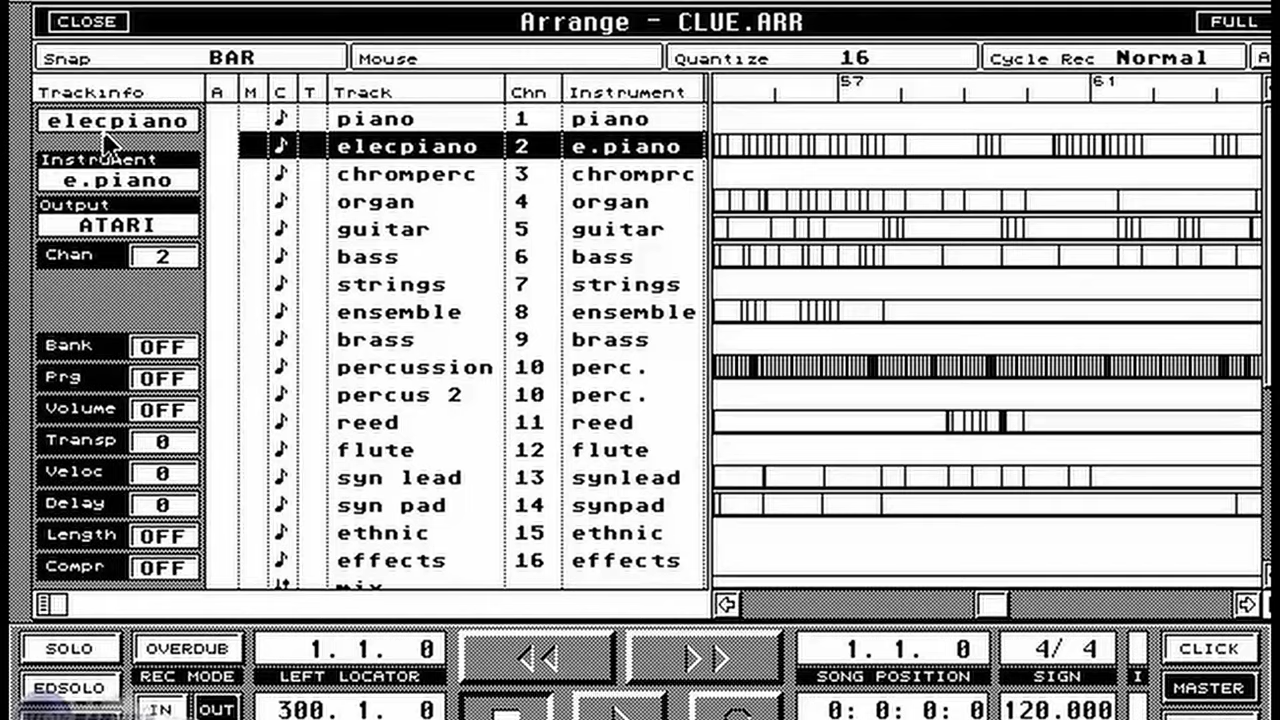 CLOSE Arrange - CLUE.ARR FULL
Snap BAR Mouse Quantize 16 Cycle Rec Normal A
Trackinfo A M C T Track Chn Instrument 57 61
elecpiano
Instrument
e.piano
Output
ATARI
Chan 2
Bank OFF
Prg OFF
Volume OFF
Transp 0
Veloc 0
Delay 0
Length OFF
Compr OFF
piano 1 piano
elecpiano 2 e.piano
chromperc 3 chromprc
organ 4 organ
guitar 5 guitar
bass 6 bass
strings 7 strings
ensemble 8 ensemble
brass 9 brass
percussion 10 perc.
percus 2 10 perc.
reed 11 reed
flute 12 flute
syn lead 13 synlead
syn pad 14 synpad
ethnic 15 ethnic
effects 16 effects
mix
SOLO OVERDUB 1. 1. 0 1. 1. 0 4/ 4 CLICK
REC MODE LEFT LOCATOR SONG POSITION SIGN I
EDSOLO IN OUT 300. 1. 0 0: 0: 0: 0 120.000 MASTER